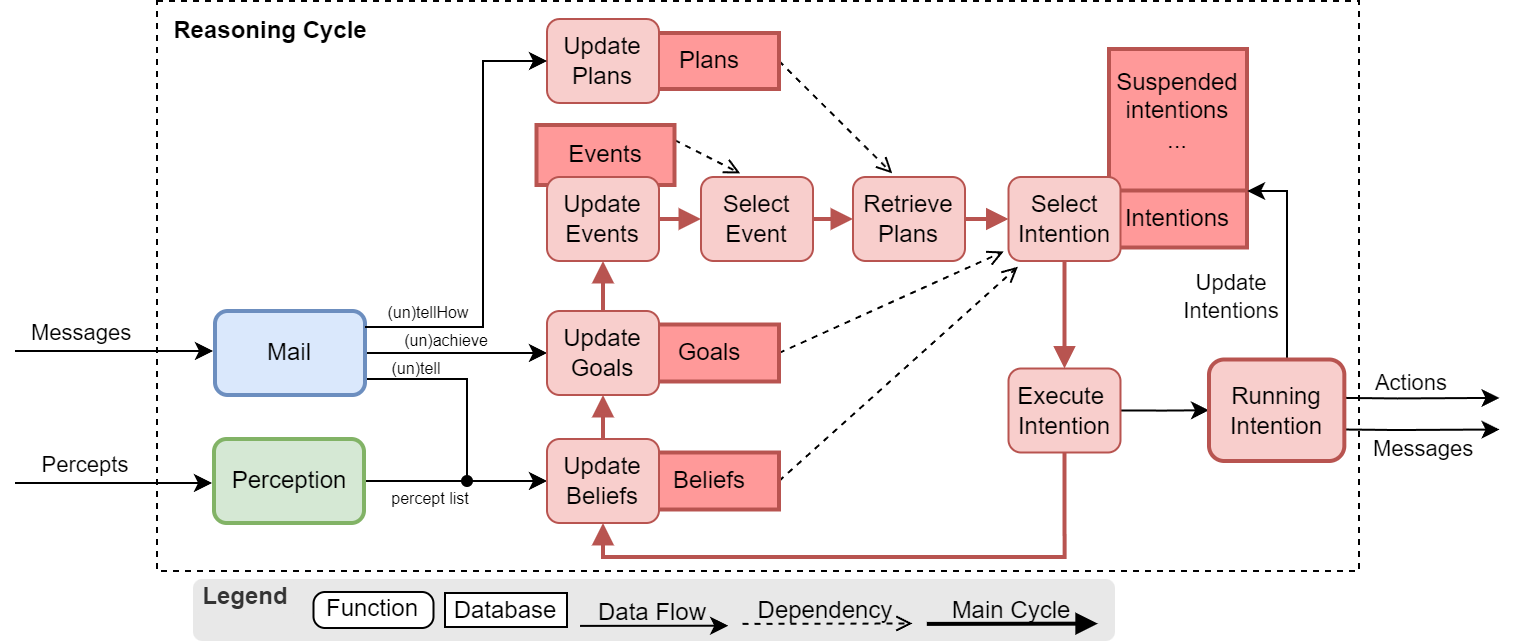 Reasoning Cycle
Update
Plans
Plans
Suspended
intentions
...
Events
Update
Events
Select
Event
Retrieve
Plans
Select
Intention
Intentions
Update
Intentions
Messages
Mail
(un)tellHow
(un)achieve
(un)tell
Update
Goals
Goals
Execute
Intention
Running
Intention
Actions
Messages
Percepts
Perception
percept list
Update
Beliefs
Beliefs
Legend
Function
Database
Data Flow
Dependency
Main Cycle